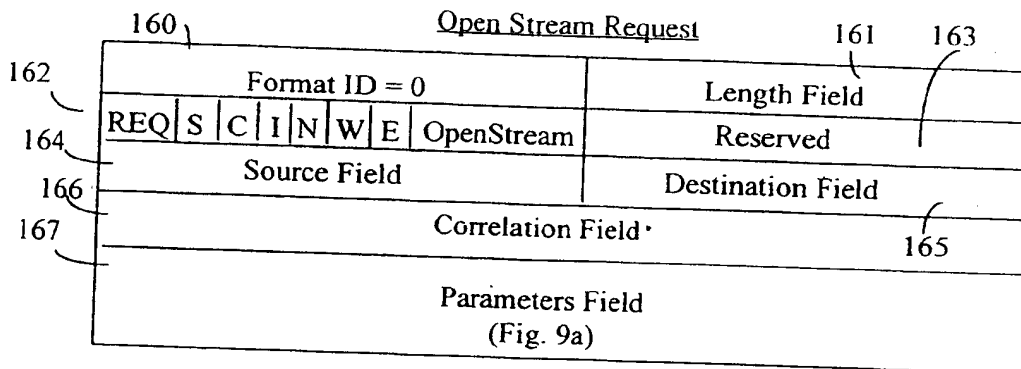 Open Stream Request
160 161 163
Format ID = 0 Length Field
162
REQ S C I N W E OpenStream Reserved
164
Source Field Destination Field
166
Correlation Field
167 165
Parameters Field
(Fig. 9a)